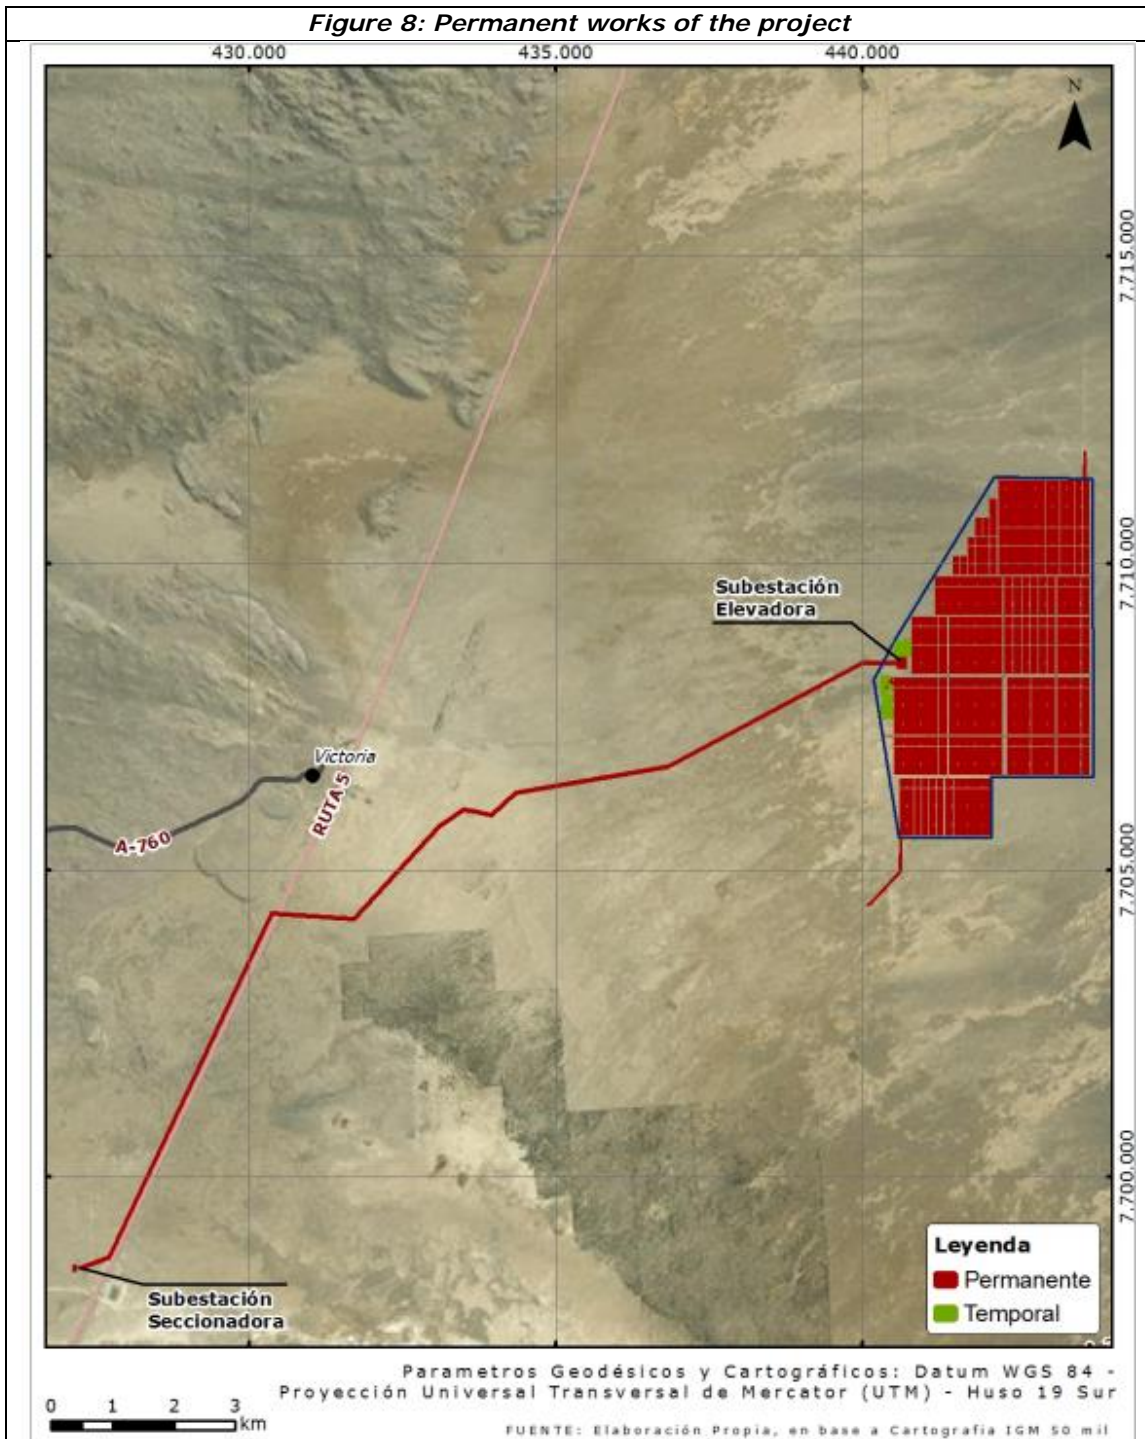 Figure 8: Permanent works of the project
430.000
435.000
440.000
N
7.715.000
7.710.000
Subestación
Elevadora
Victoria
RUTA 5
A-760
7.705.000
7.700.000
Subestación
Seccionadora
Leyenda
Permanente
Temporal
Parametros Geodésicos y Cartográficos: Datum WGS 84 -
Proyección Universal Transversal de Mercator (UTM) - Huso 19 Sur
0 1 2 3
km
FUENTE: Elaboración Propia, en base a Cartografia IGM 50 mil